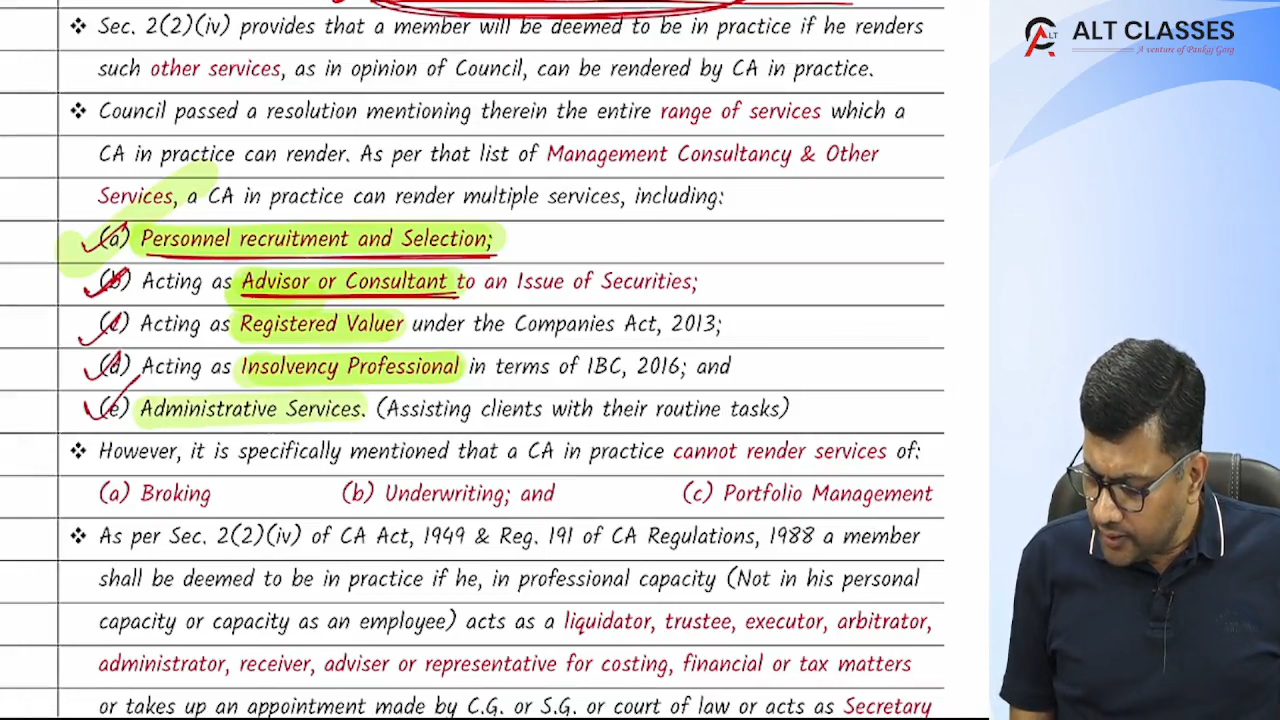 ❖ Sec. 2(2)(iv) provides that a member will be deemed to be in practice if he renders
such other services, as in opinion of Council, can be rendered by CA in practice.
❖ Council passed a resolution mentioning therein the entire range of services which a
CA in practice can render. As per that list of Management Consultancy & Other
Services, a CA in practice can render multiple services, including:
(a) Personnel recruitment and Selection;
(b) Acting as Advisor or Consultant to an Issue of Securities;
(c) Acting as Registered Valuer under the Companies Act, 2013;
(d) Acting as Insolvency Professional in terms of IBC, 2016; and
(e) Administrative Services. (Assisting clients with their routine tasks)
❖ However, it is specifically mentioned that a CA in practice cannot render services of:
(a) Broking (b) Underwriting; and (c) Portfolio Management
❖ As per Sec. 2(2)(iv) of CA Act, 1949 & Reg. 191 of CA Regulations, 1988 a member
shall be deemed to be in practice if he, in professional capacity (Not in his personal
capacity or capacity as an employee) acts as a liquidator, trustee, executor, arbitrator,
administrator, receiver, adviser or representative for costing, financial or tax matters
or takes up an appointment made by C.G. or S.G. or court of law or acts as Secretary
ALT
ALT CLASSES
A venture of Pankaj Garg